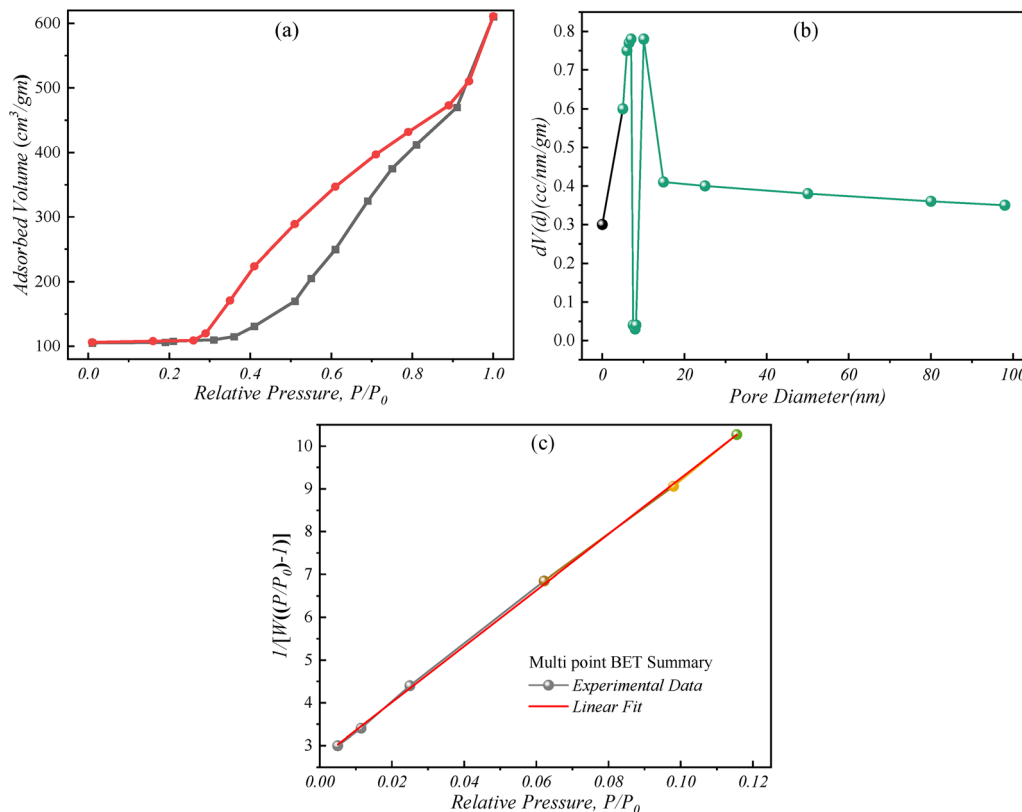 (a)
600
500
400
300
200
100
Adsorbed Volume (cm³/gm)
0.0 0.2 0.4 0.6 0.8 1.0
Relative Pressure, P/P₀
(b)
0.8
0.7
0.6
0.5
0.4
0.3
0.2
0.1
0.0
dV(d)(cc/nm/gm)
0 20 40 60 80 100
Pore Diameter(nm)
(c)
10
9
8
7
6
5
4
3
1/[W((P/P₀)-1)]
Multi point BET Summary
Experimental Data
Linear Fit
0.00 0.02 0.04 0.06 0.08 0.10 0.12
Relative Pressure, P/P₀